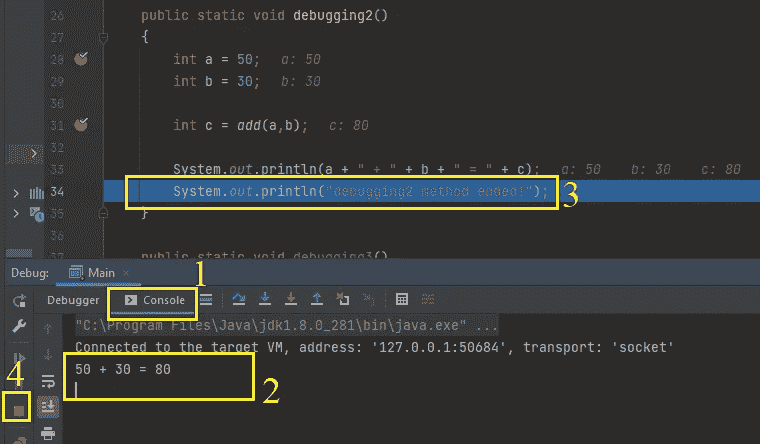 26 public static void debugging2()
27 {
28 int a = 50; a: 50
29 int b = 30; b: 30
30
31 int c = add(a,b); c: 80
33 System.out.println(a + " + " + b + " = " + c); a: 50 b: 30 c: 80
34 System.out.println("debugging2 method ended!"); 3
35 }
37 public static void debugging3()
Debug: Main × 1
Debugger Console
"C:\Program Files\Java\jdk1.8.0_281\bin\java.exe" ...
Connected to the target VM, address: '127.0.0.1:50684', transport: 'socket'
4 50 + 30 = 80 2